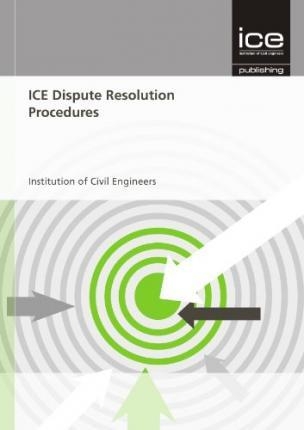 ice
Institution of Civil Engineers
publishing
ICE Dispute Resolution
Procedures
Institution of Civil Engineers